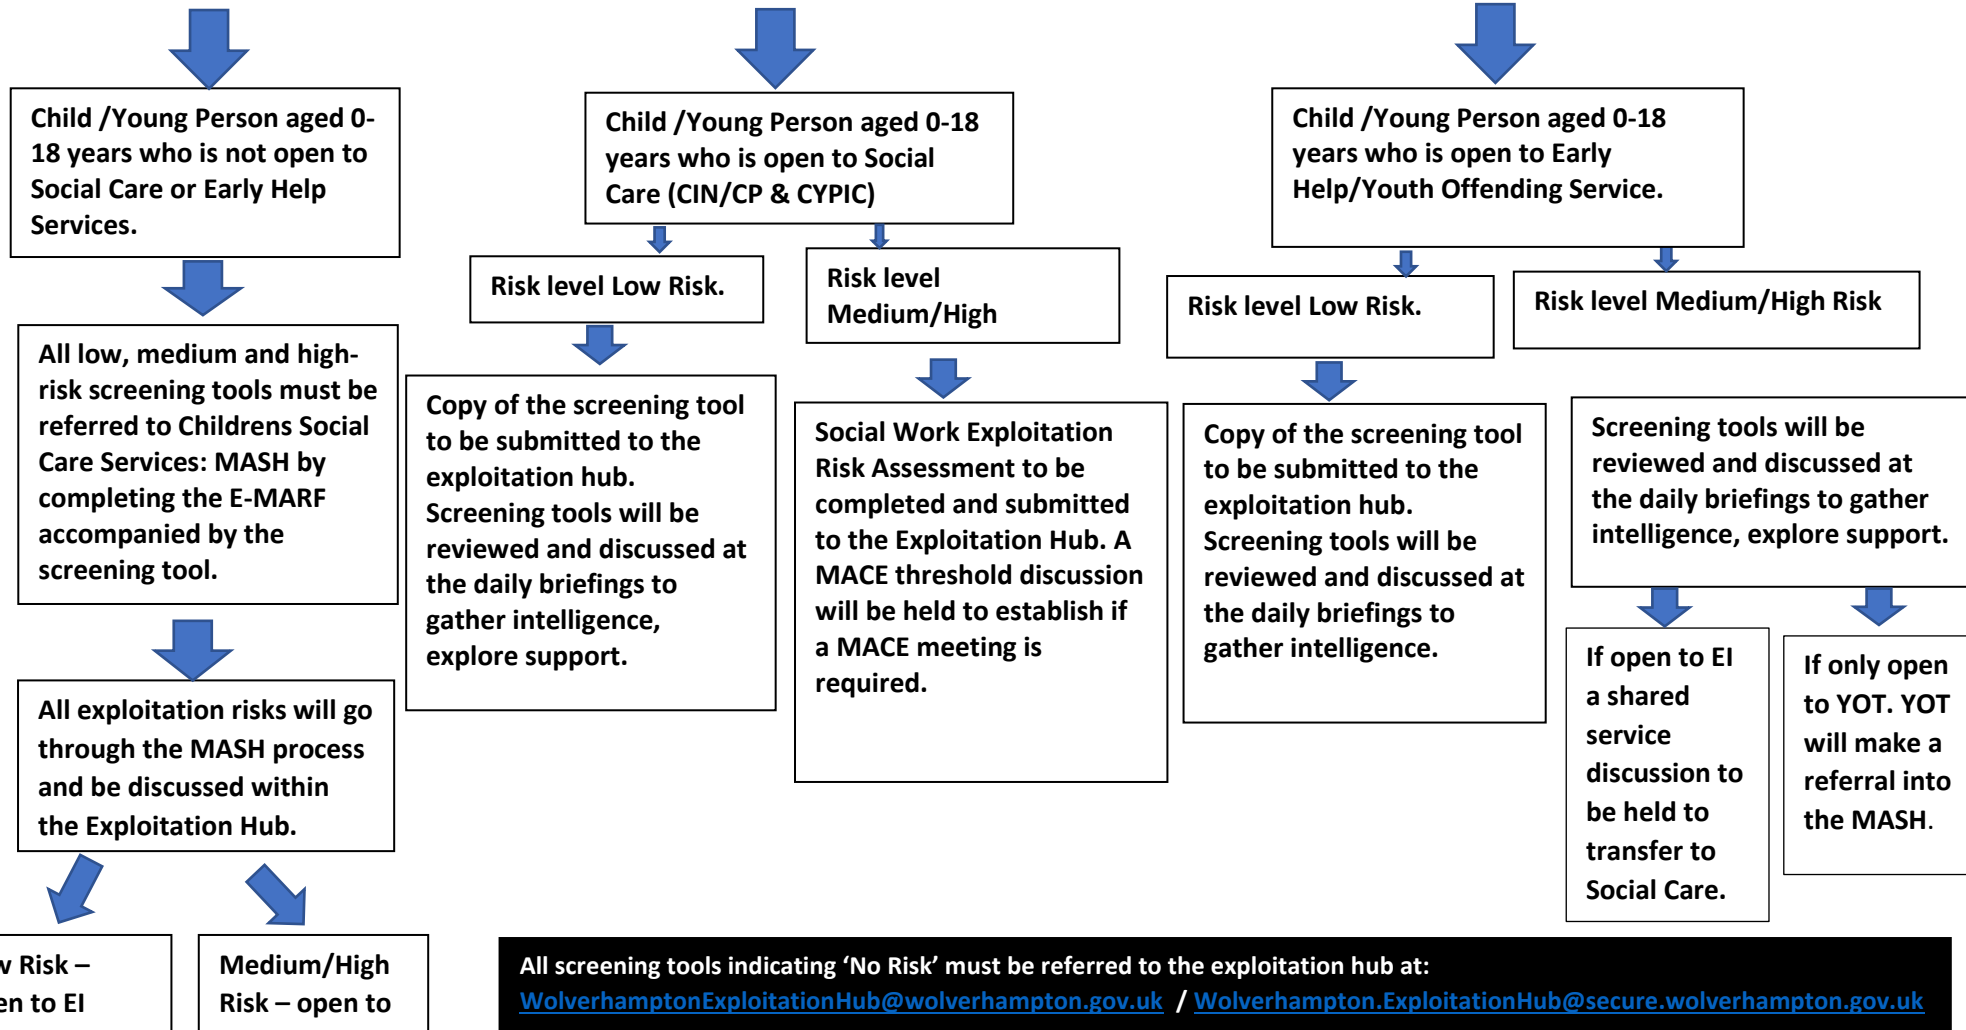 Child /Young Person aged 0-
18 years who is not open to
Social Care or Early Help
Services.
All low, medium and high-
risk screening tools must be
referred to Childrens Social
Care Services: MASH by
completing the E-MARF
accompanied by the
screening tool.
All exploitation risks will go
through the MASH process
and be discussed within
the Exploitation Hub.
Risk –
to EI
Medium/High
Risk – open to
Child /Young Person aged 0-18
years who is open to Social
Care (CIN/CP & CYPIC)
Risk level Low Risk.
Copy of the screening tool
to be submitted to the
exploitation hub.
Screening tools will be
reviewed and discussed at
the daily briefings to
gather intelligence,
explore support.
Risk level
Medium/High
Social Work Exploitation
Risk Assessment to be
completed and submitted
to the Exploitation Hub. A
MACE threshold discussion
will be held to establish if
a MACE meeting is
required.
Child /Young Person aged 0-18
years who is open to Early
Help/Youth Offending Service.
Risk level Low Risk.
Copy of the screening tool
to be submitted to the
exploitation hub.
Screening tools will be
reviewed and discussed at
the daily briefings to
gather intelligence.
Risk level Medium/High Risk
Screening tools will be
reviewed and discussed at
the daily briefings to gather
intelligence, explore support.
If open to EI
a shared
service
discussion to
be held to
transfer to
Social Care.
If only open
to YOT. YOT
will make a
referral into
the MASH.
All screening tools indicating ‘No Risk’ must be referred to the exploitation hub at:
WolverhamptonExploitationHub@wolverhampton.gov.uk / Wolverhampton.ExploitationHub@secure.wolverhampton.gov.uk